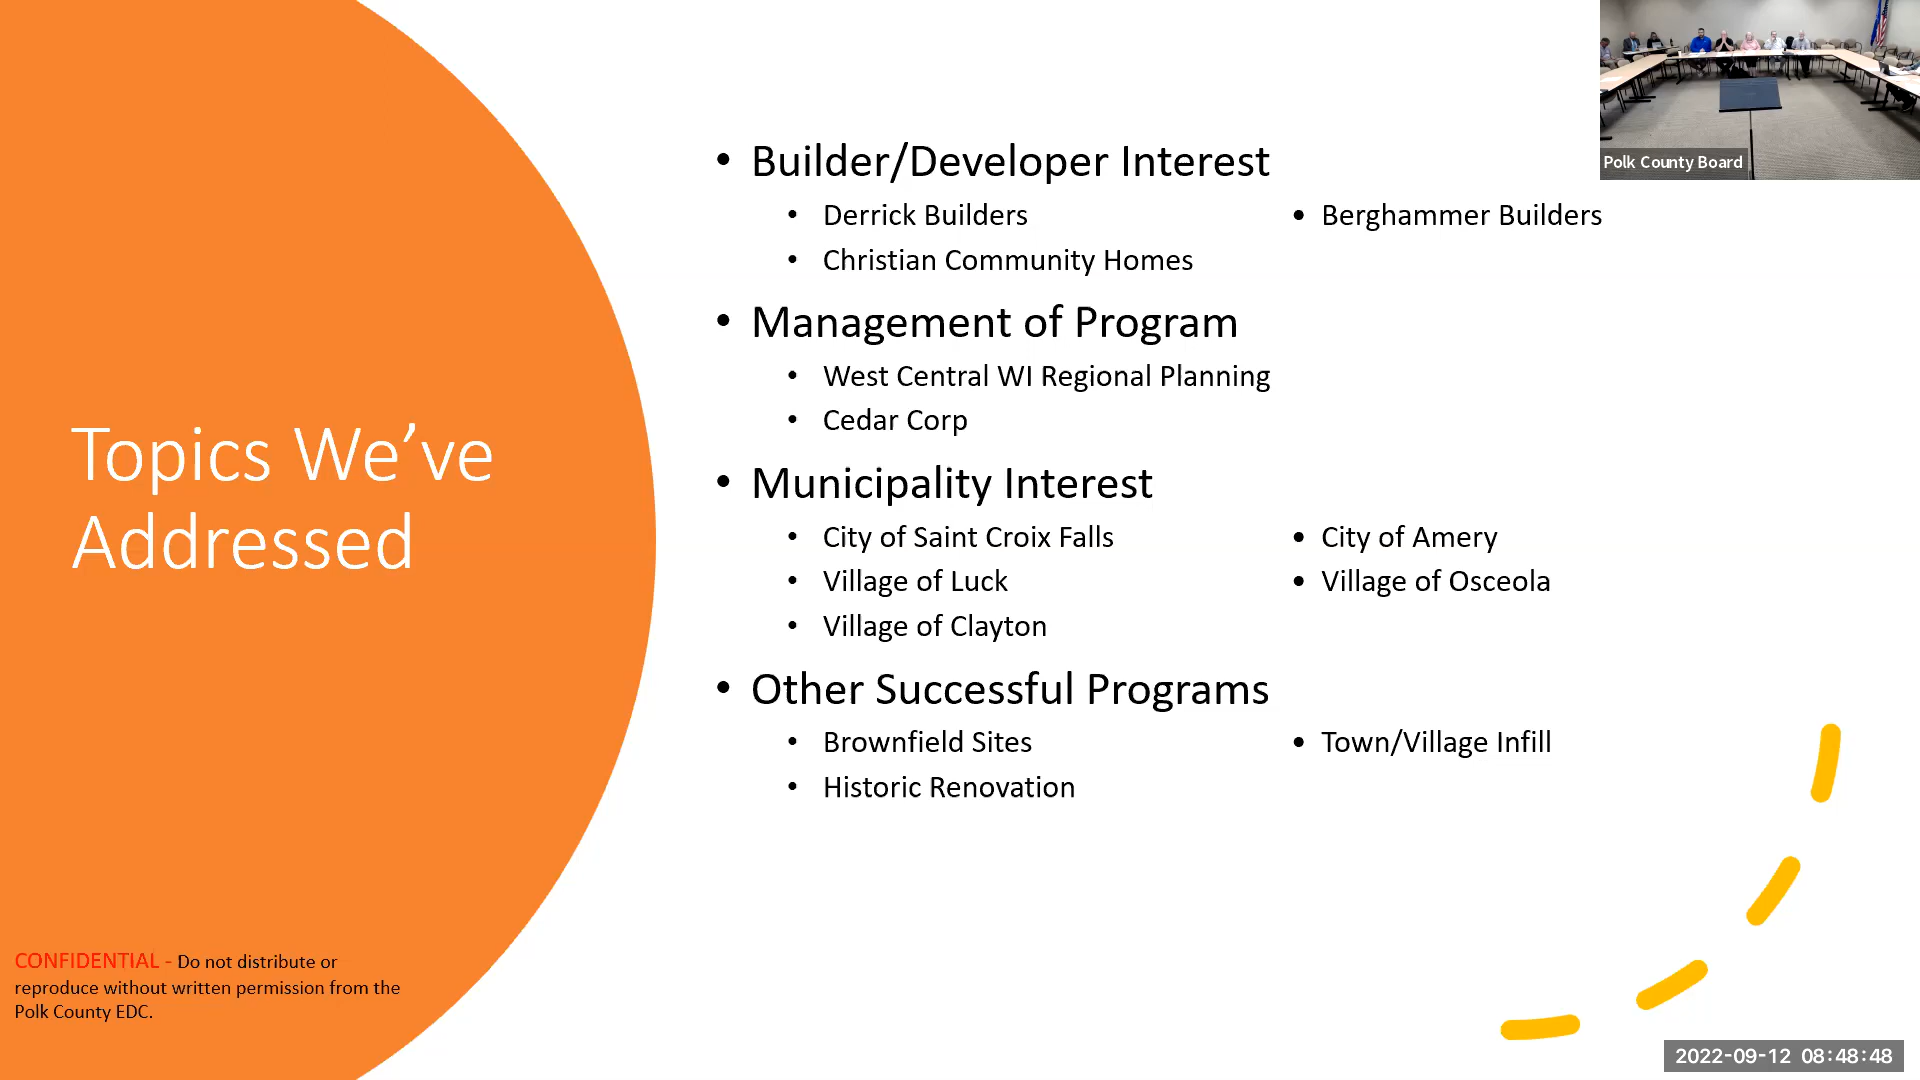 Polk County Board
Topics We've
Addressed
• Builder/Developer Interest
• Derrick Builders
• Berghammer Builders
• Christian Community Homes
• Management of Program
• West Central WI Regional Planning
• Cedar Corp
• Municipality Interest
• City of Saint Croix Falls
• City of Amery
• Village of Luck
• Village of Osceola
• Village of Clayton
• Other Successful Programs
• Brownfield Sites
• Town/Village Infill
• Historic Renovation
CONFIDENTIAL - Do not distribute or
reproduce without written permission from the
Polk County EDC.
2022-09-12 08:48:48